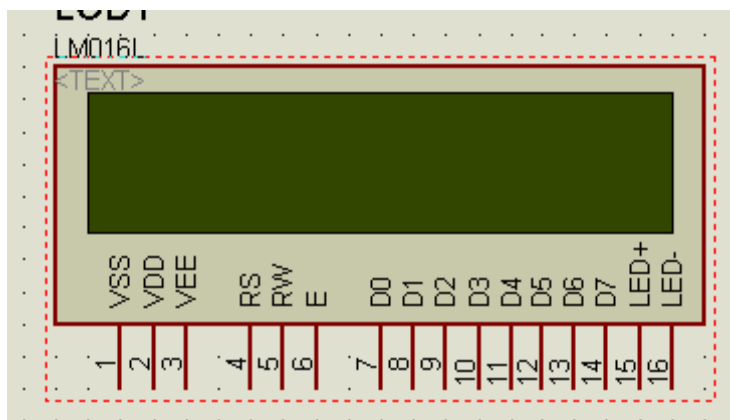 LCD1
LM016L
<TEXT>
VSS VDD VEE RS RW E D0 D1 D2 D3 D4 D5 D6 D7 LED+ LED-
1 2 3 4 5 6 7 8 9 10 11 12 13 14 15 16